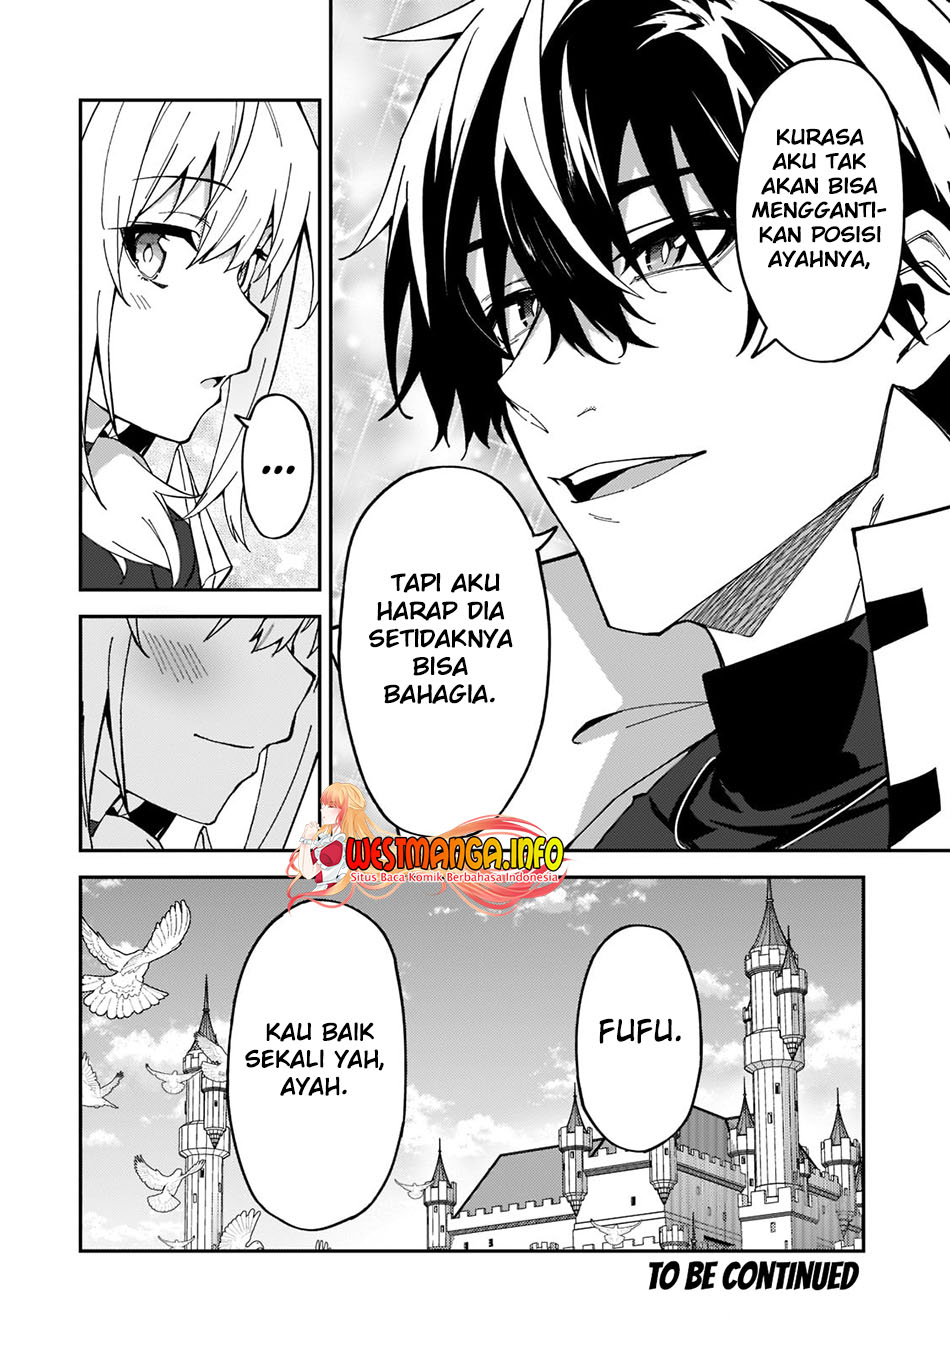 KURASA
AKU TAK
AKAN BISA
MENGGANTI-
KAN POSISI
AYAHNYA,
TAPI AKU
HARAP DIA
SETIDAKNYA
BISA
BAHAGIA.
...
WESTMANGA.INFO
Situs Baca Komik Berbahasa Indonesia
FUFU.
KAU BAIK
SEKALI YAH,
AYAH.
TO BE CONTINUED